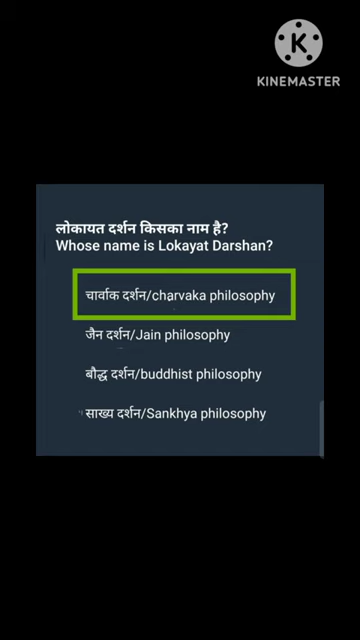 KINEMASTER
लोकायत दर्शन किसका नाम है?
Whose name is Lokayat Darshan?
चार्वाक दर्शन/charvaka philosophy
जैन दर्शन/Jain philosophy
बौद्ध दर्शन/buddhist philosophy
साख्य दर्शन/Sankhya philosophy